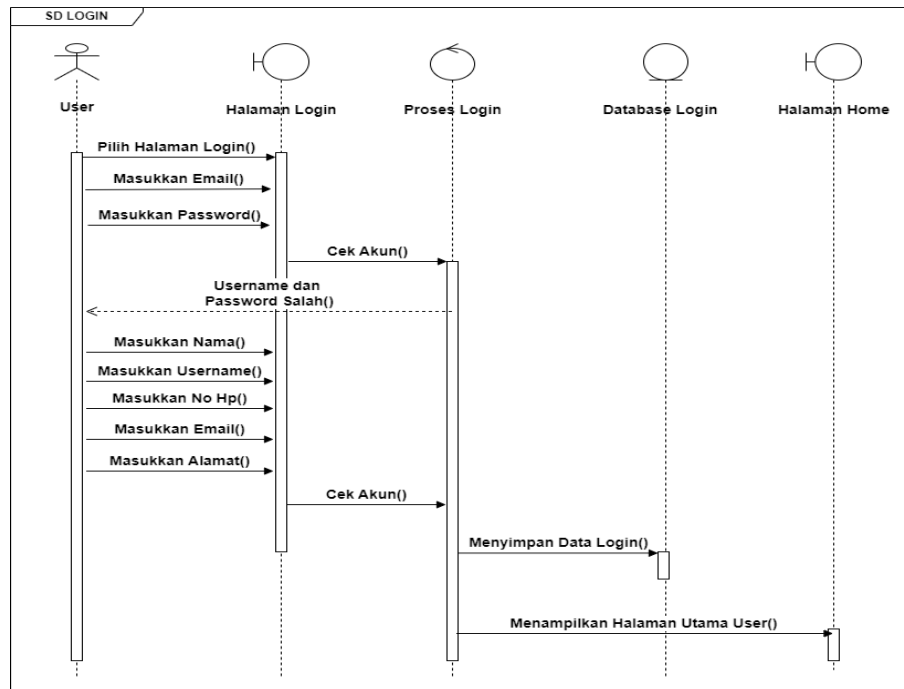 SD LOGIN
User
Halaman Login
Proses Login
Database Login
Halaman Home
Pilih Halaman Login()
Masukkan Email()
Masukkan Password()
Cek Akun()
Username dan
Password Salah()
Masukkan Nama()
Masukkan Username()
Masukkan No Hp()
Masukkan Email()
Masukkan Alamat()
Cek Akun()
Menyimpan Data Login()
Menampilkan Halaman Utama User()